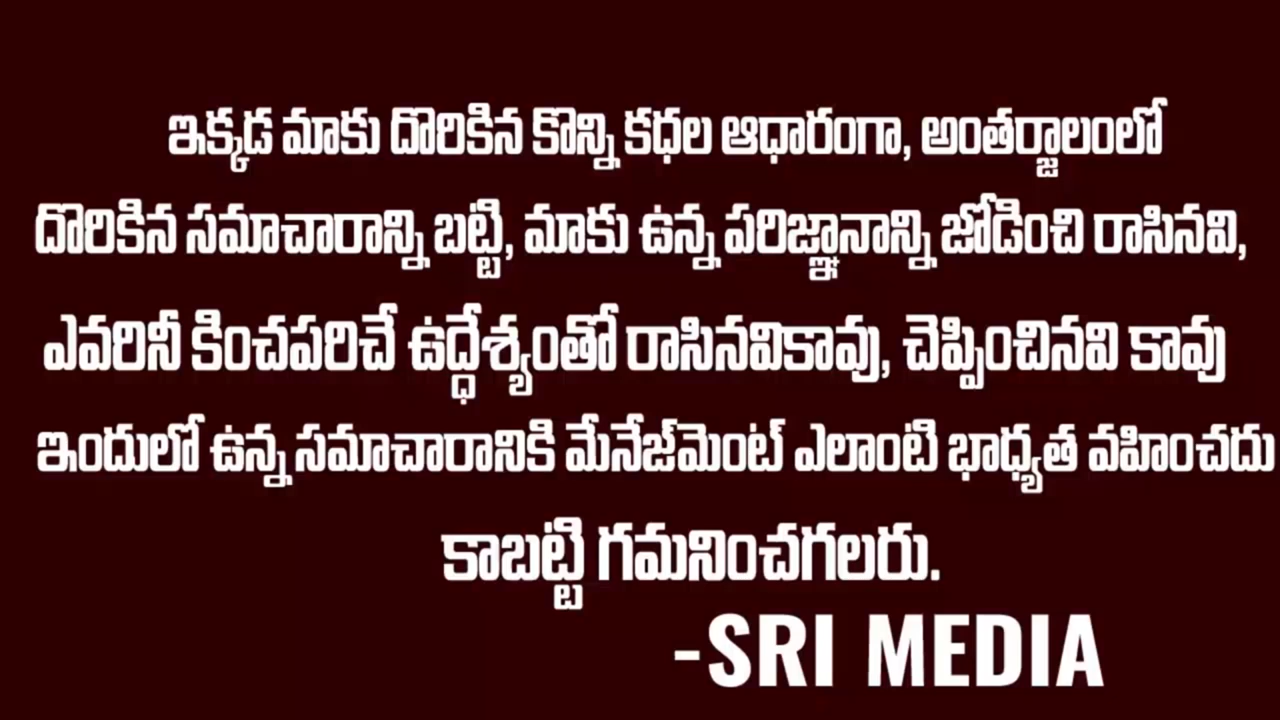 ఇక్కడ మాకు దొరికిన కొన్ని కధల ఆధారంగా, అంతర్జాలంలో
దొరికిన సమాచారాన్ని బట్టి, మాకు ఉన్న పరిజ్ఞానాన్ని జోడించి రాసినవి,
ఎవరినీ కించపరిచే ఉద్ధేశ్యంతో రాసినవికావు, చెప్పించినవి కావు
ఇందులో ఉన్న సమాచారానికి మేనేజ్‌మెంట్ ఎలాంటి భాధ్యత వహించదు
కాబట్టి గమనించగలరు.
-SRI MEDIA